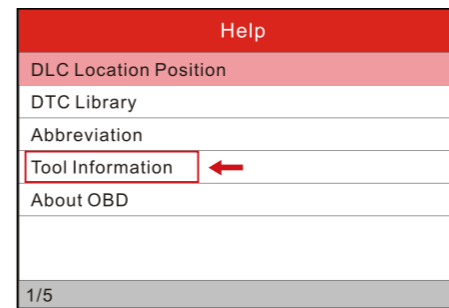 Help
DLC Location Position
DTC Library
Abbreviation
Tool Information
About OBD
1/5